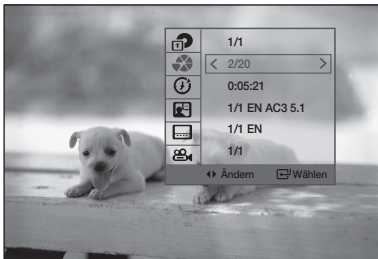 1/1
< 2/20 >
0:05:21
1/1 EN AC3 5.1
1/1 EN
1/1
Ändern Wählen